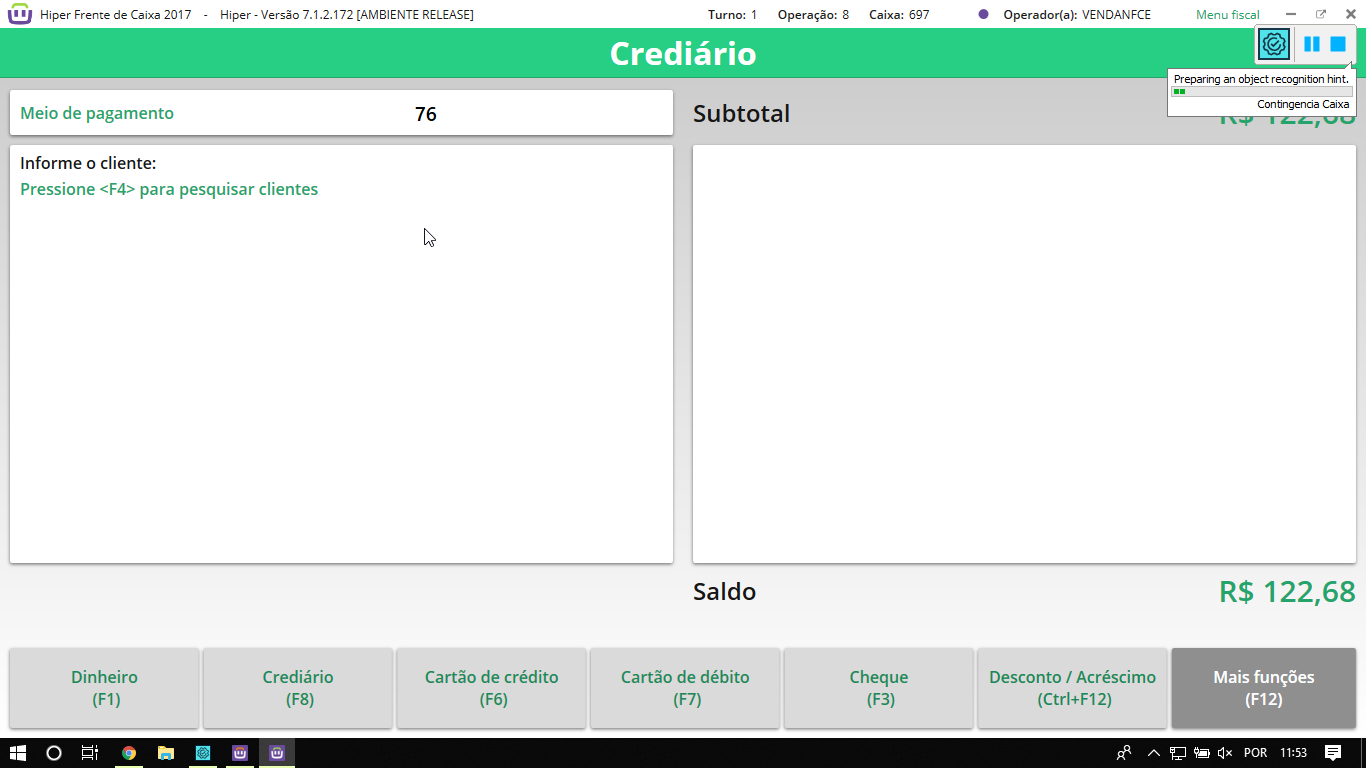 Hiper Frente de Caixa 2017 - Hiper - Versão 7.1.2.172 [AMBIENTE RELEASE] Turno: 1 Operação: 8 Caixa: 697 Operador(a): VENDANFCE Menu fiscal
Crediário
Preparing an object recognition hint.
Contingencia Caixa
Meio de pagamento 76
Subtotal R$ 122,68
Informe o cliente:
Pressione <F4> para pesquisar clientes
Saldo R$ 122,68
Dinheiro
(F1)
Crediário
(F8)
Cartão de crédito
(F6)
Cartão de débito
(F7)
Cheque
(F3)
Desconto / Acréscimo
(Ctrl+F12)
Mais funções
(F12)
POR 11:53